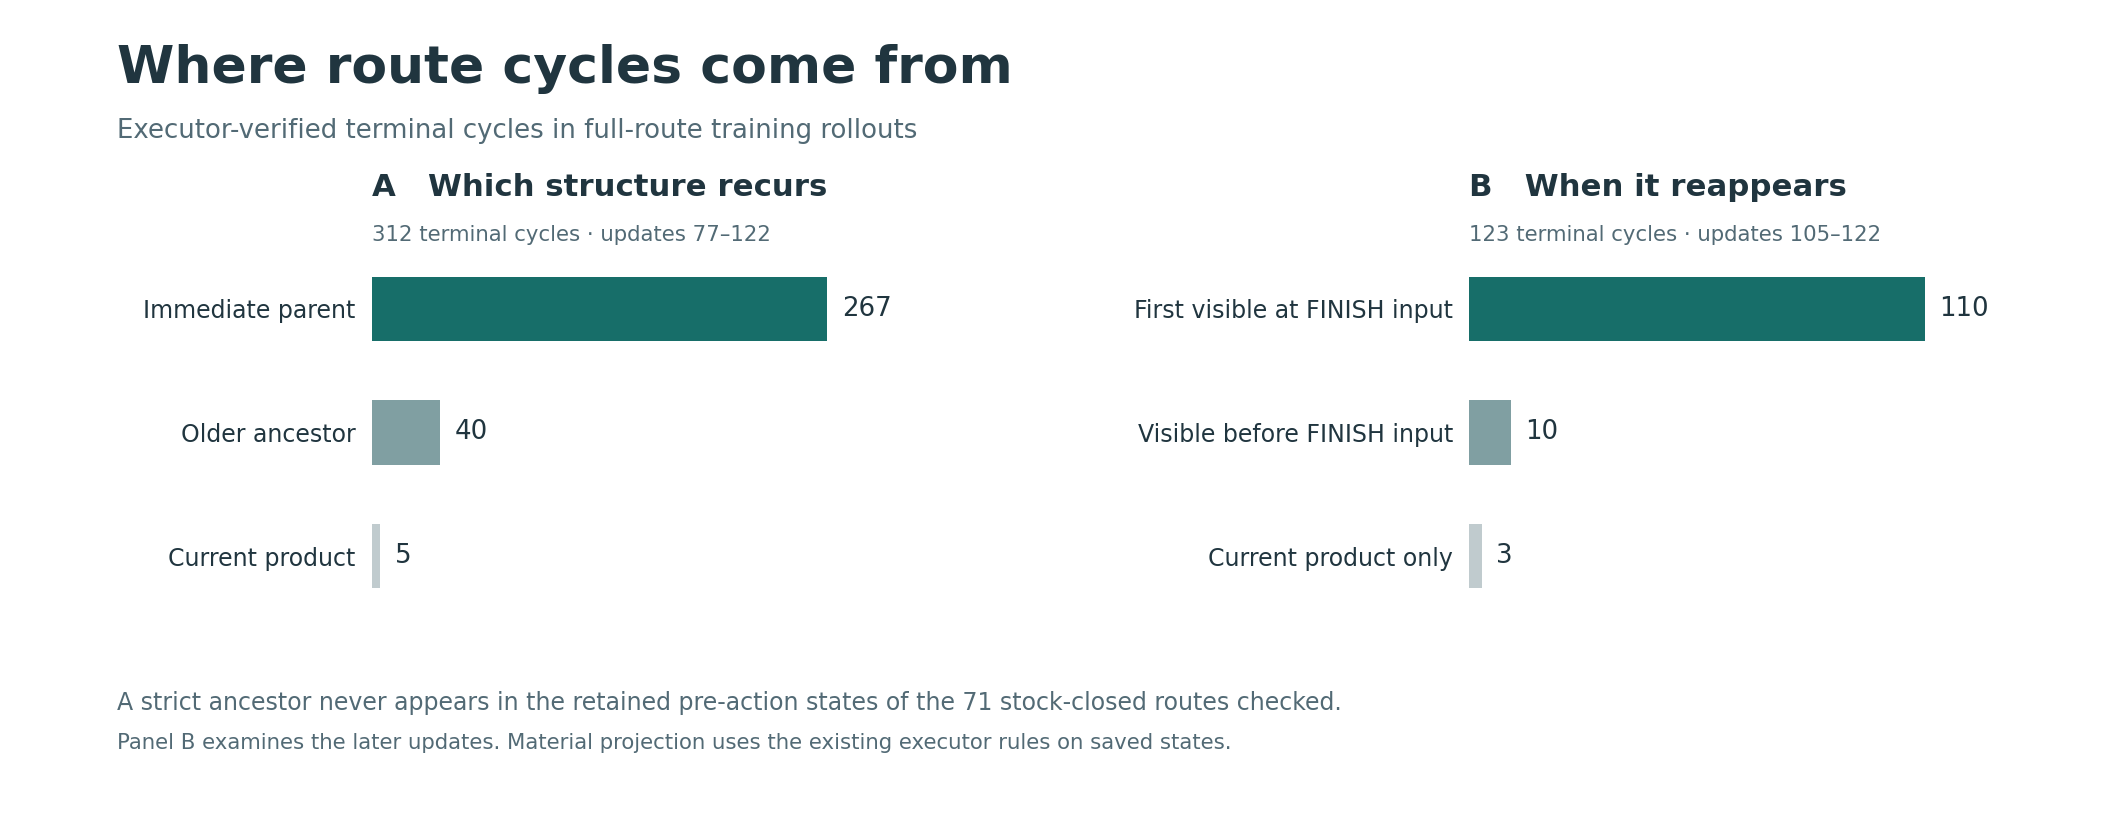 Where route cycles come from
Executor-verified terminal cycles in full-route training rollouts
A Which structure recurs
312 terminal cycles · updates 77–122
Immediate parent 267
Older ancestor 40
Current product 5
B When it reappears
123 terminal cycles · updates 105–122
First visible at FINISH input 110
Visible before FINISH input 10
Current product only 3
A strict ancestor never appears in the retained pre-action states of the 71 stock-closed routes checked.
Panel B examines the later updates. Material projection uses the existing executor rules on saved states.